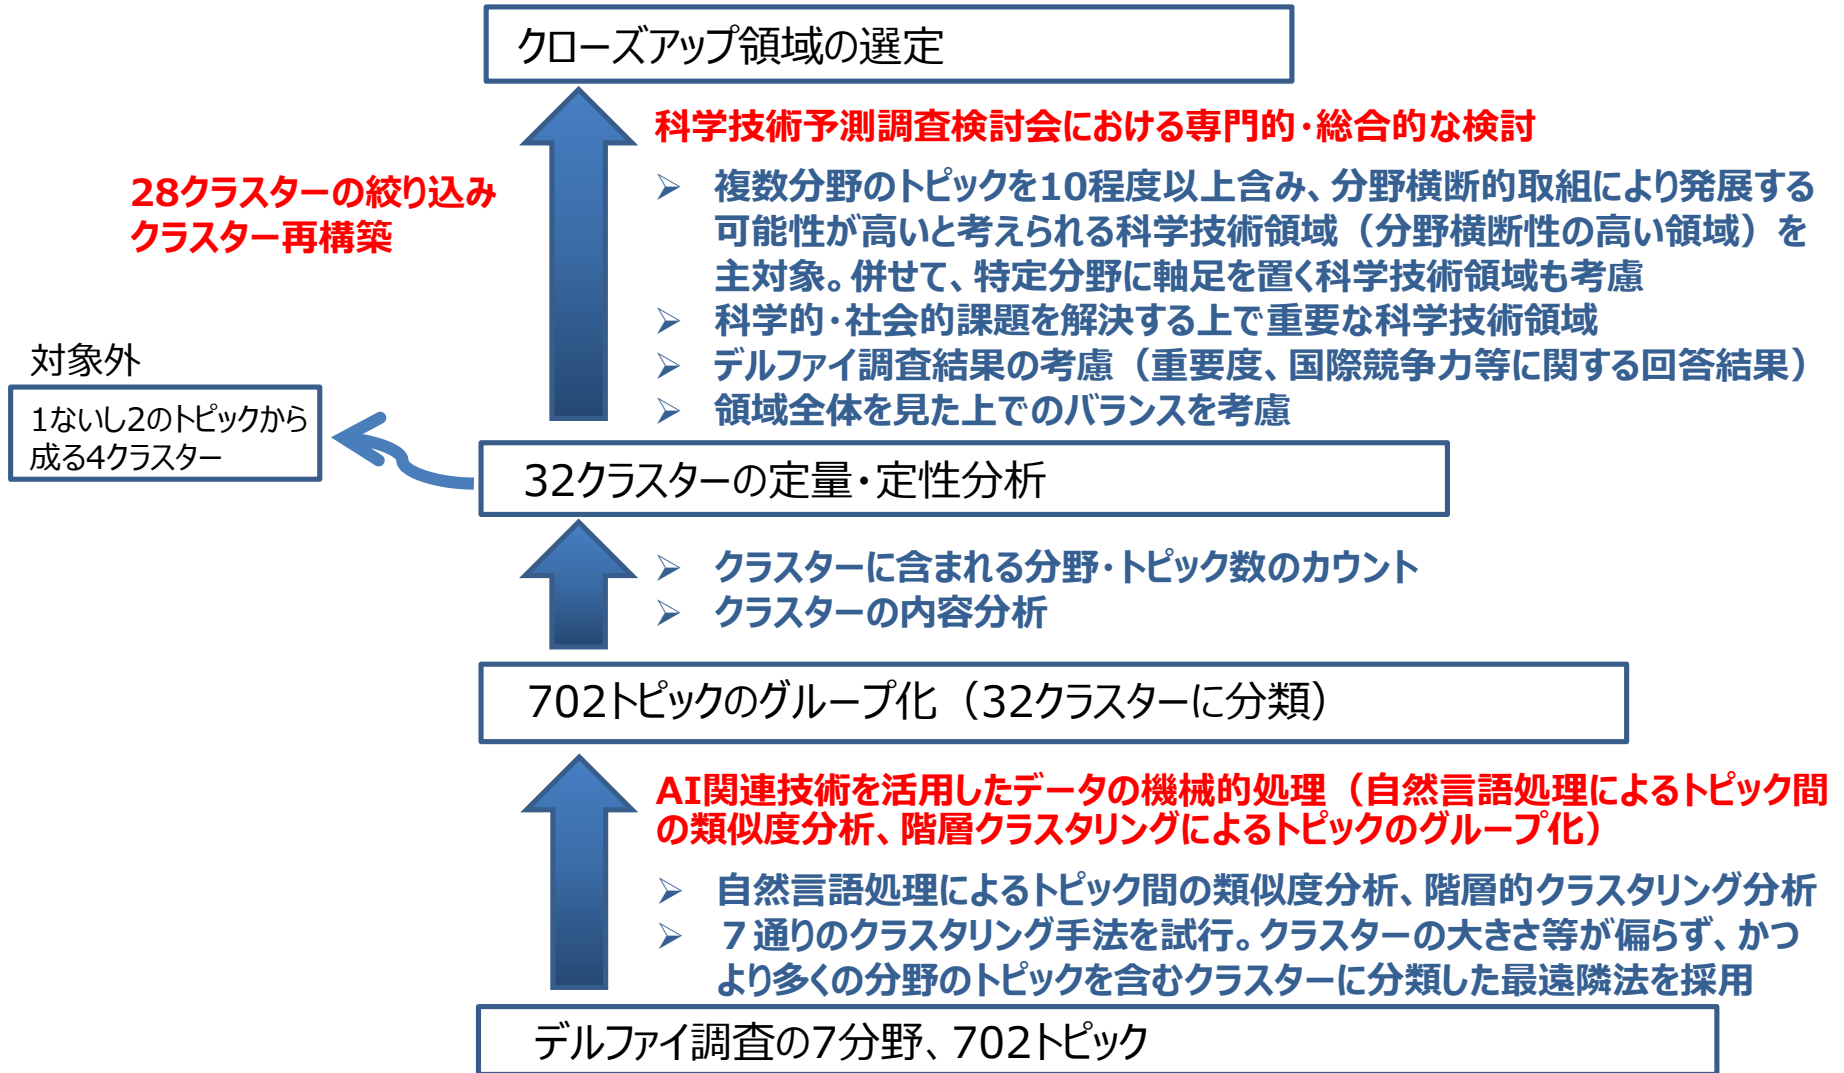 クローズアップ領域の選定
科学技術予測調査検討会における専門的・総合的な検討
28クラスターの絞り込み
クラスター再構築
➢ 複数分野のトピックを10程度以上含み、分野横断的取組により発展する
可能性が高いと考えられる科学技術領域（分野横断性の高い領域）を
主対象。併せて、特定分野に軸足を置く科学技術領域も考慮
➢ 科学的・社会的課題を解決する上で重要な科学技術領域
➢ デルファイ調査結果の考慮（重要度、国際競争力等に関する回答結果）
➢ 領域全体を見た上でのバランスを考慮
対象外
1ないし2のトピックから
成る4クラスター
32クラスターの定量・定性分析
➢ クラスターに含まれる分野・トピック数のカウント
➢ クラスターの内容分析
702トピックのグループ化（32クラスターに分類）
AI関連技術を活用したデータの機械的処理（自然言語処理によるトピック間
の類似度分析、階層クラスタリングによるトピックのグループ化）
➢ 自然言語処理によるトピック間の類似度分析、階層的クラスタリング分析
➢ ７通りのクラスタリング手法を試行。クラスターの大きさ等が偏らず、かつ
より多くの分野のトピックを含むクラスターに分類した最遠隣法を採用
デルファイ調査の7分野、702トピック